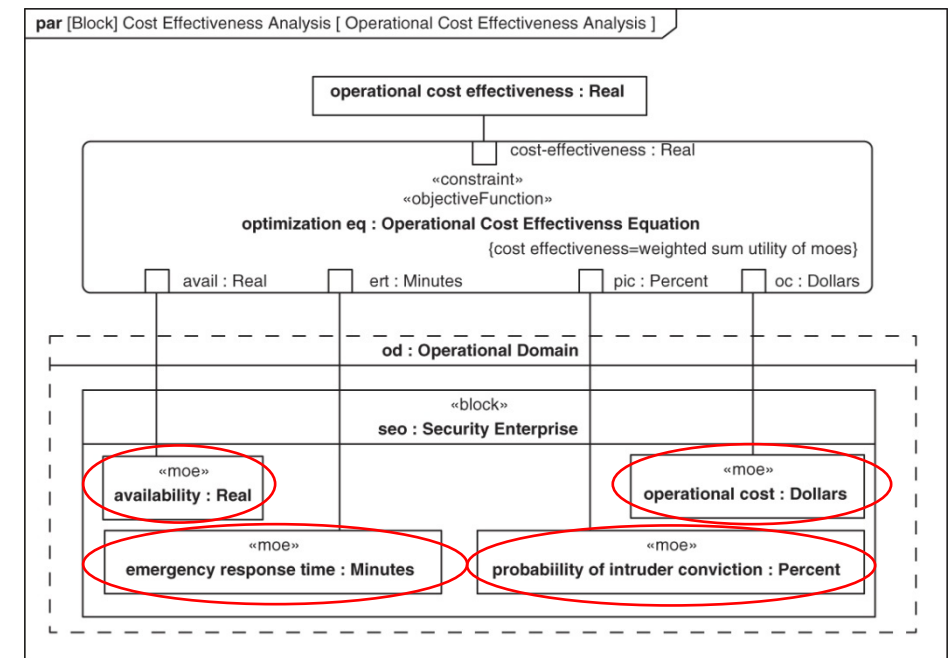 par [Block] Cost Effectiveness Analysis [ Operational Cost Effectiveness Analysis ]
operational cost effectiveness : Real
cost-effectiveness : Real
«constraint»
«objectiveFunction»
optimization eq : Operational Cost Effectivenss Equation
{cost effectiveness=weighted sum utility of moes}
avail : Real
ert : Minutes
pic : Percent
oc : Dollars
od : Operational Domain
«block»
seo : Security Enterprise
«moe»
availability : Real
«moe»
operational cost : Dollars
«moe»
emergency response time : Minutes
«moe»
probabiility of intruder conviction : Percent